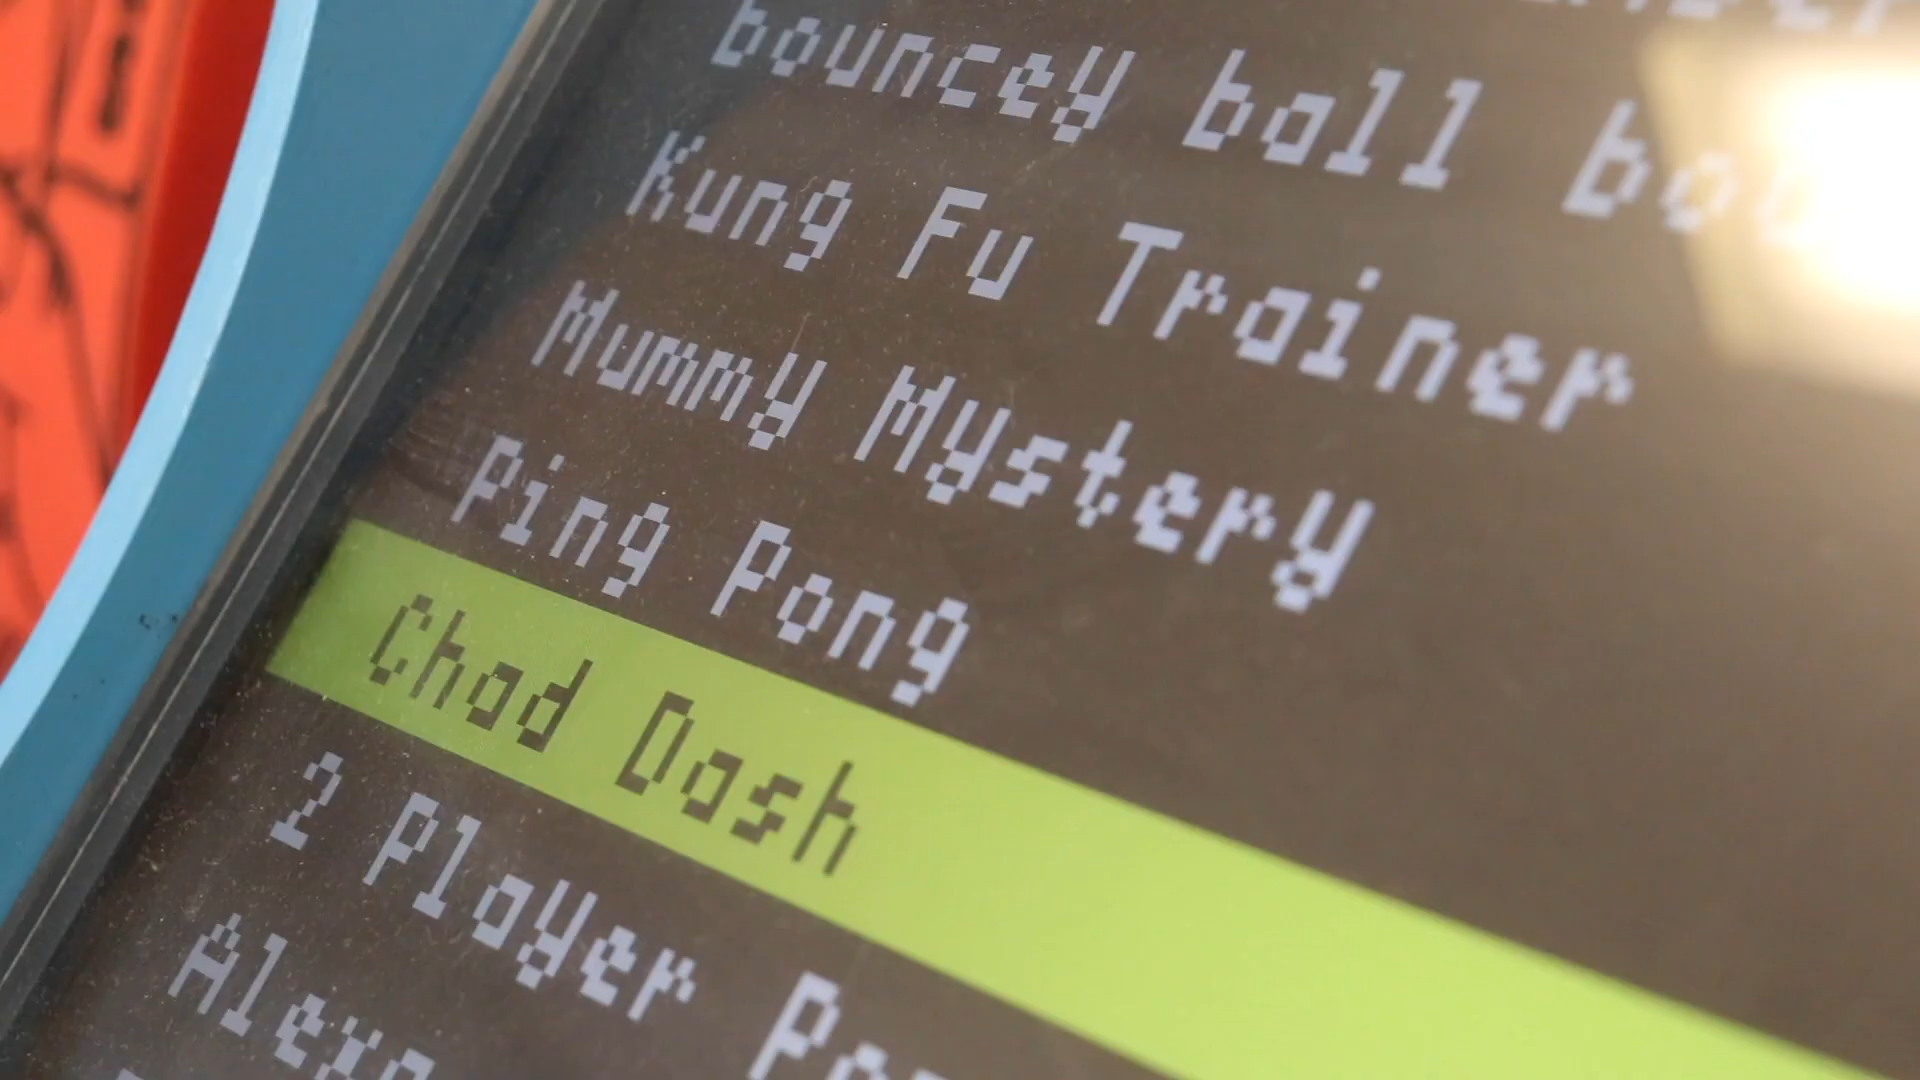 bouncey ball
Kung Fu Trainer
Mummy Mystery
Ping Pong
Chad Dash
2 Player